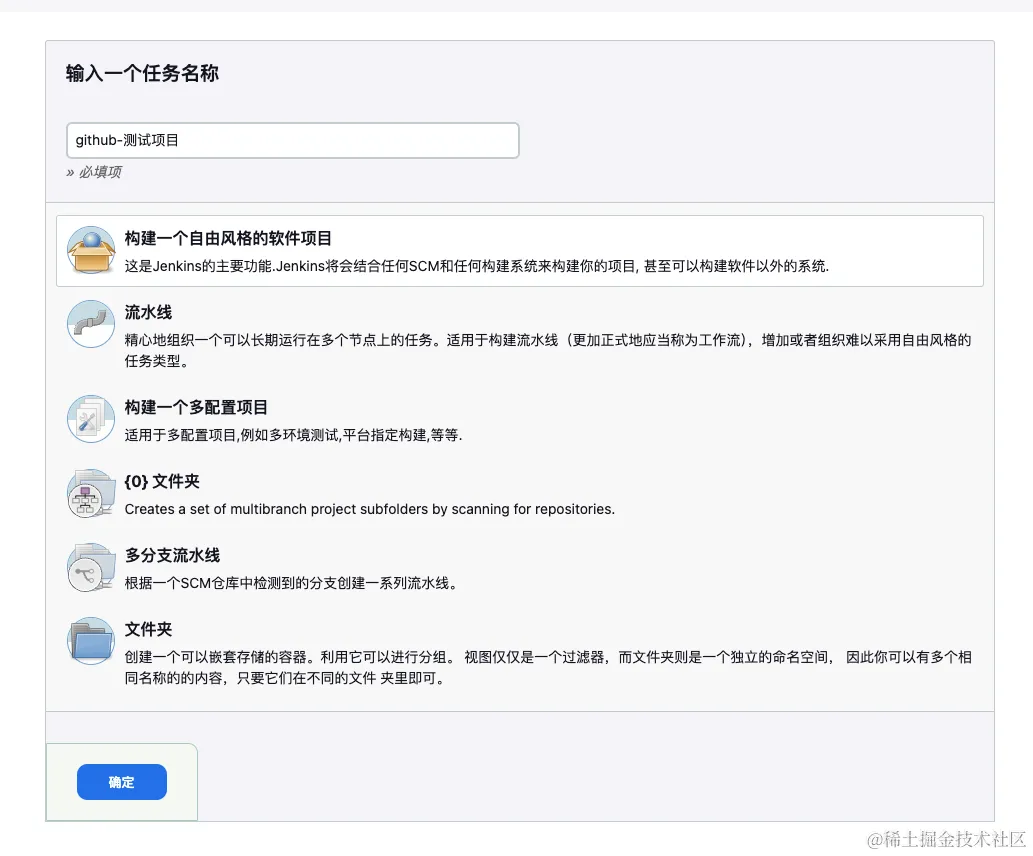 输入一个任务名称
github-测试项目
» 必填项
构建一个自由风格的软件项目
这是Jenkins的主要功能.Jenkins将会结合任何SCM和任何构建系统来构建你的项目, 甚至可以构建软件以外的系统.
流水线
精心地组织一个可以长期运行在多个节点上的任务。适用于构建流水线（更加正式地应当称为工作流），增加或者组织难以采用自由风格的
任务类型。
构建一个多配置项目
适用于多配置项目,例如多环境测试,平台指定构建,等等.
{0} 文件夹
Creates a set of multibranch project subfolders by scanning for repositories.
多分支流水线
根据一个SCM仓库中检测到的分支创建一系列流水线。
文件夹
创建一个可以嵌套存储的容器。利用它可以进行分组。 视图仅仅是一个过滤器，而文件夹则是一个独立的命名空间， 因此你可以有多个相
同名称的的内容，只要它们在不同的文件 夹里即可。
确定
@稀土掘金技术社区